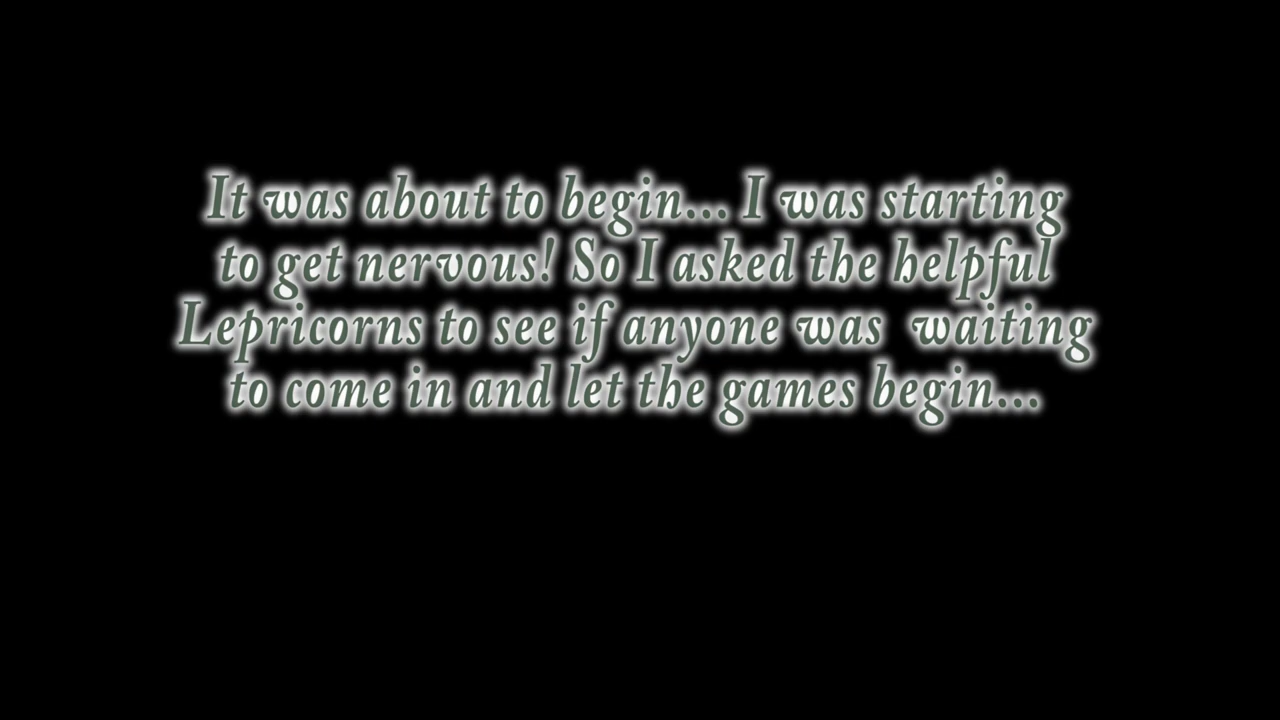 It was about to begin... I was starting
to get nervous! So I asked the helpful
Lepricorns to see if anyone was  waiting
to come in and let the games begin...